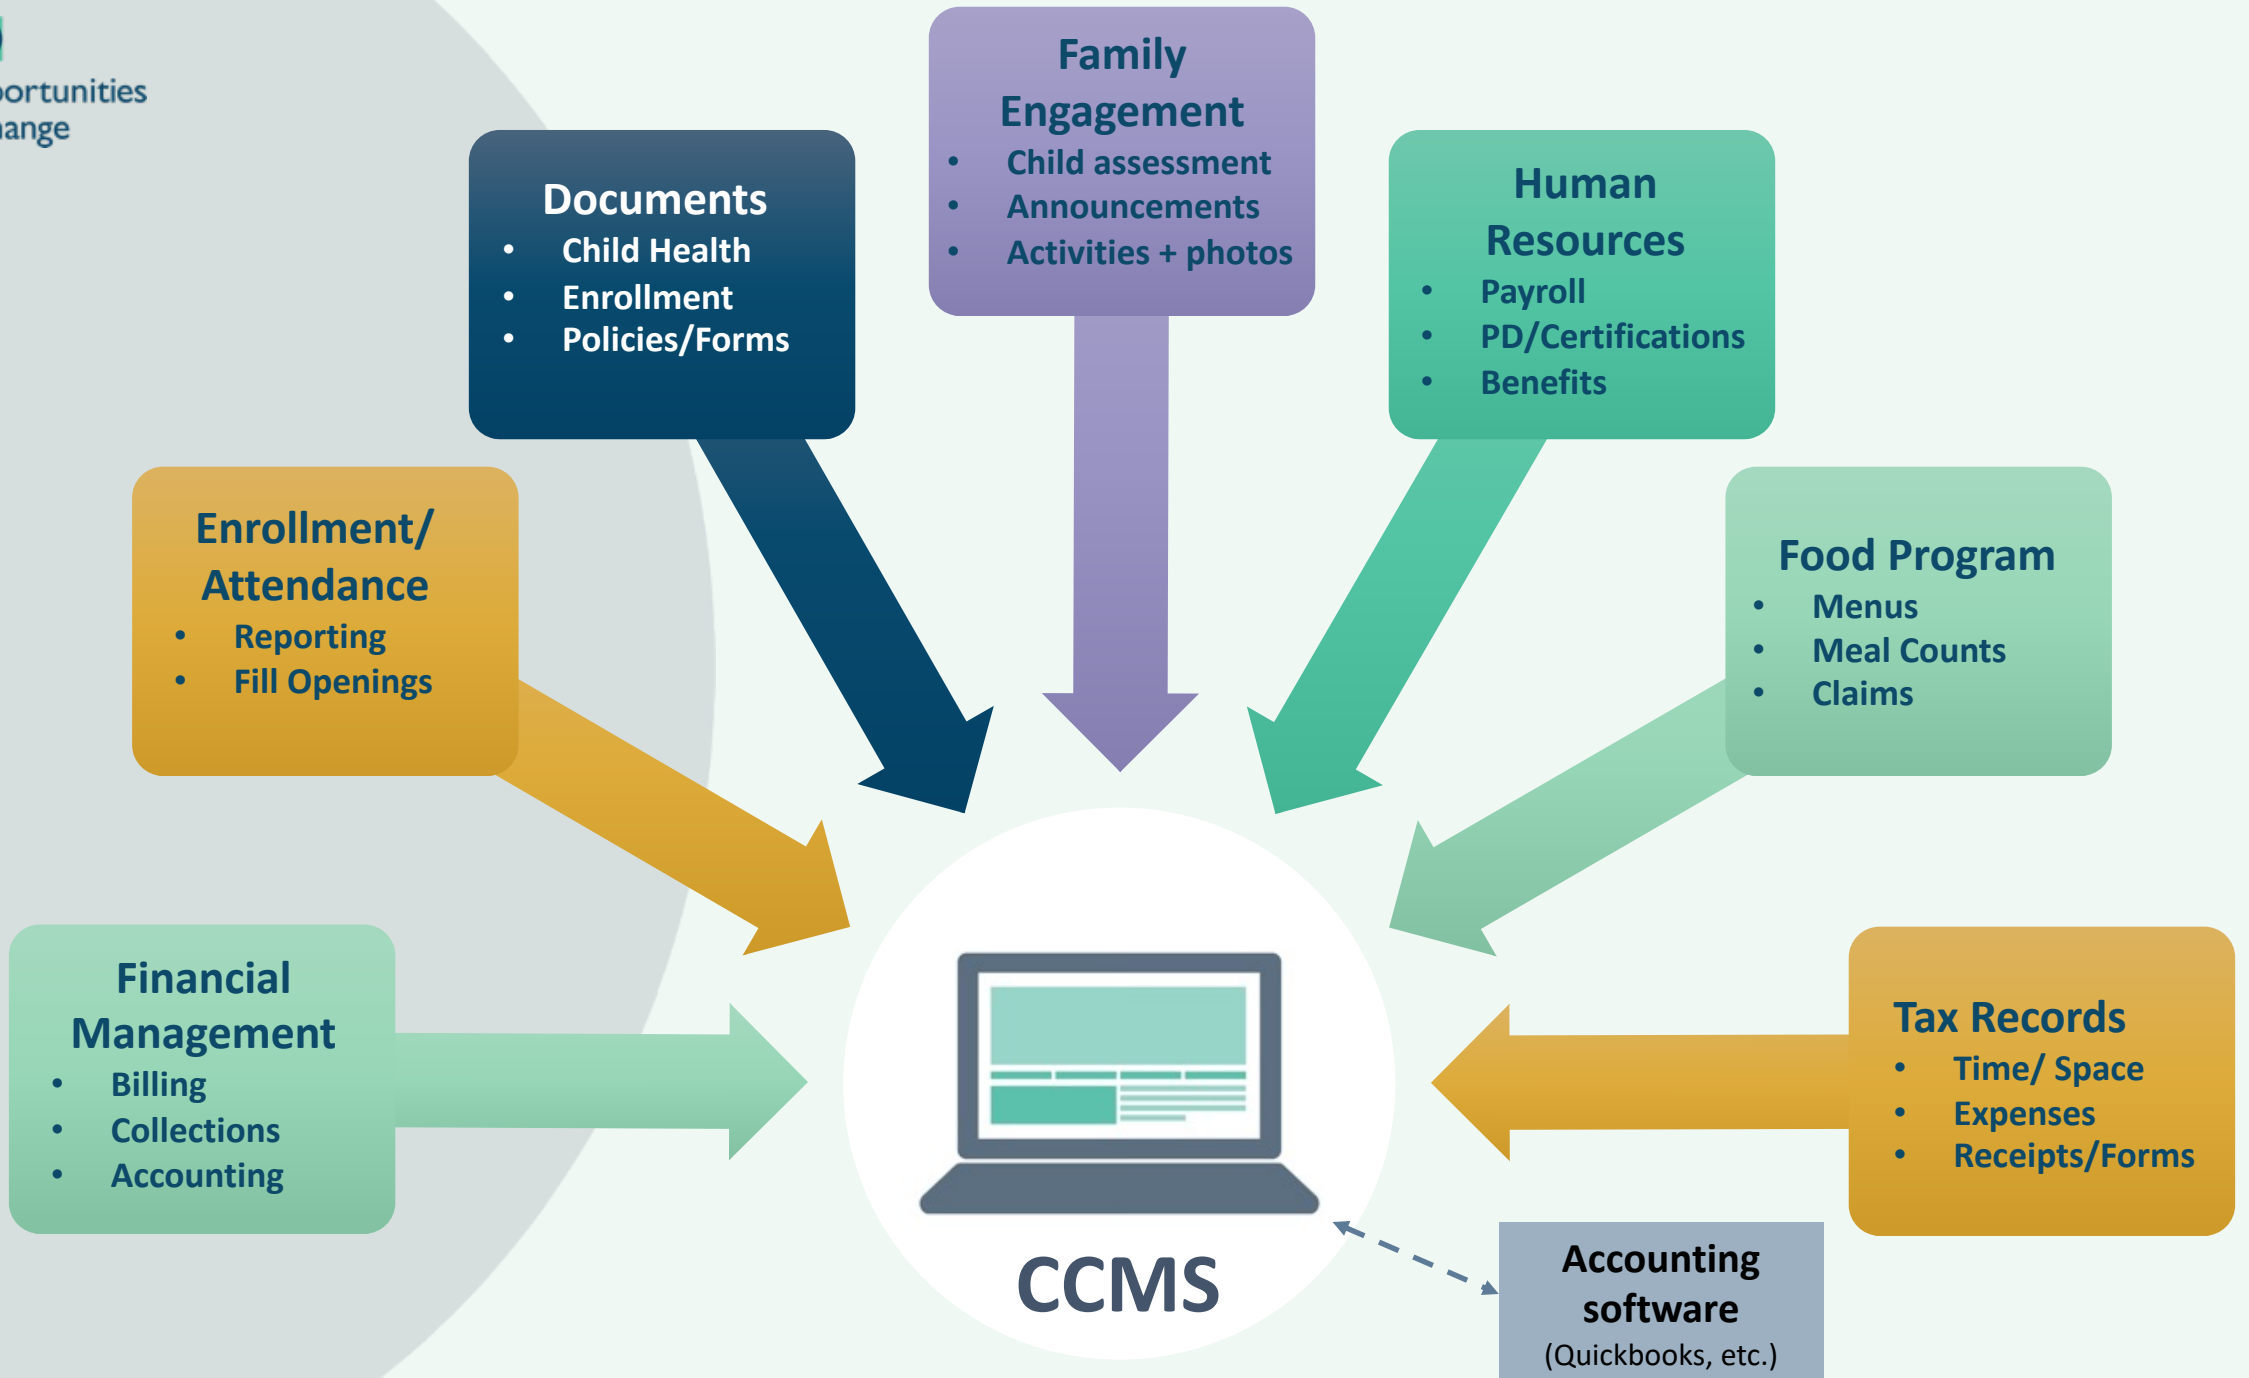 Family
Engagement
• Child assessment
• Announcements
• Activities + photos
Documents
• Child Health
• Enrollment
• Policies/Forms
Human
Resources
• Payroll
• PD/Certifications
• Benefits
Enrollment/
Attendance
• Reporting
• Fill Openings
Food Program
• Menus
• Meal Counts
• Claims
Financial
Management
• Billing
• Collections
• Accounting
Tax Records
• Time/ Space
• Expenses
• Receipts/Forms
CCMS
Accounting
software
(Quickbooks, etc.)